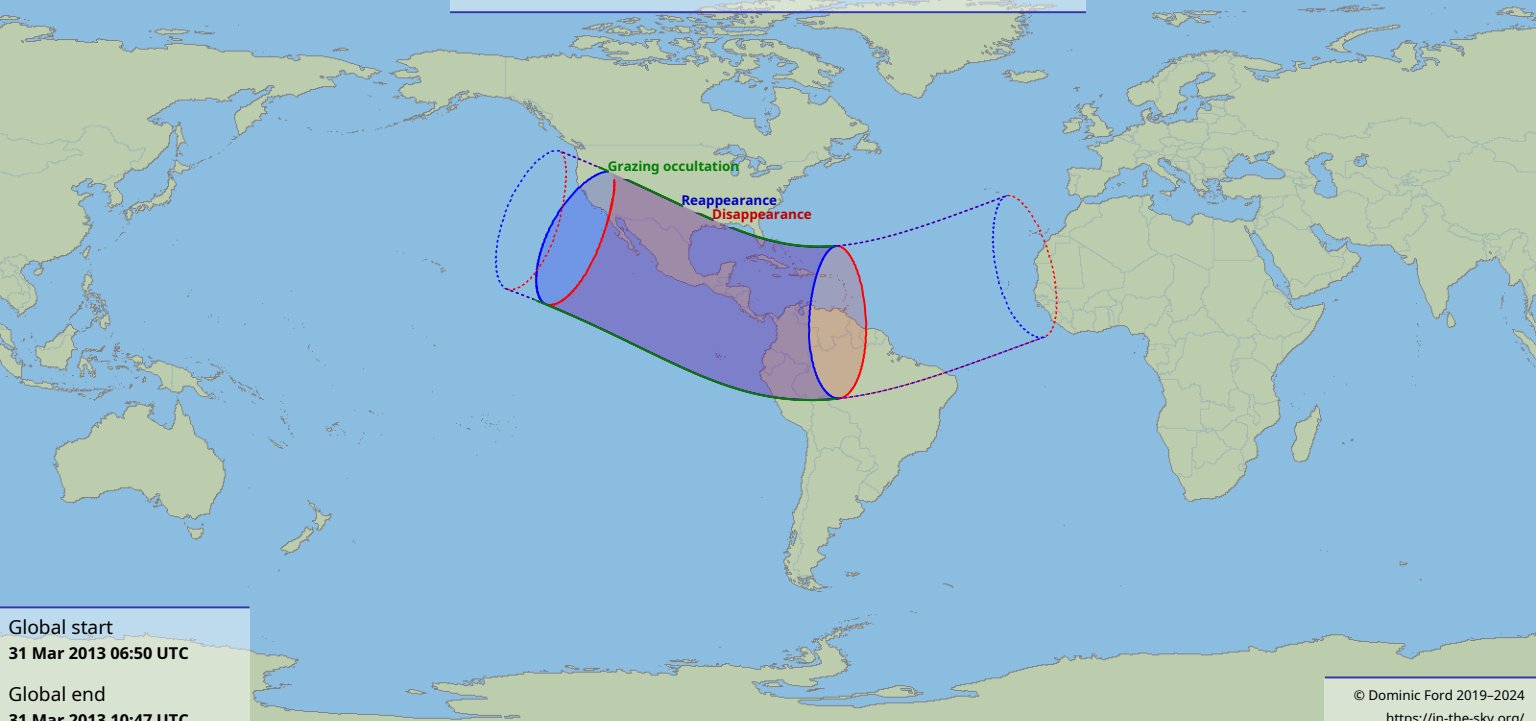 Grazing occultation
Reappearance
Disappearance
Global start
31 Mar 2013 06:50 UTC
Global end
31 Mar 2013 10:47 UTC
© Dominic Ford 2019–2024
https://in-the-sky.org/